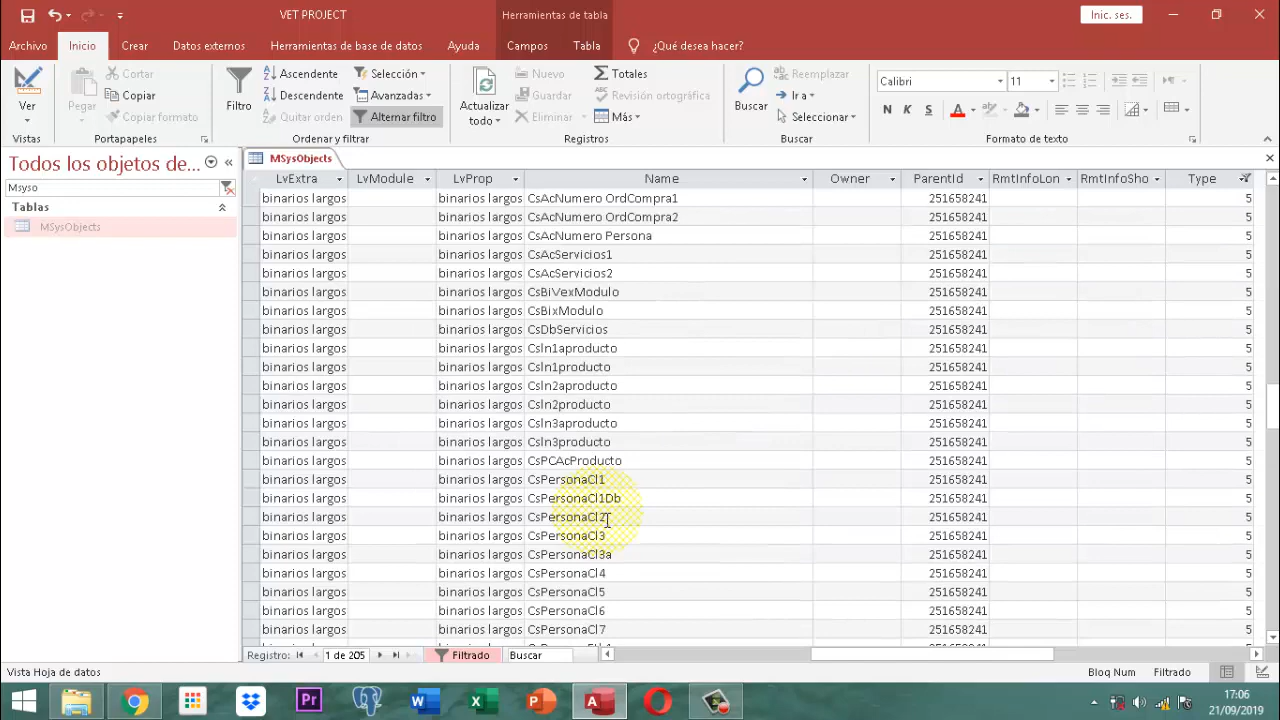 VET PROJECT
Herramientas de tabla
Inic. ses.
Archivo Inicio Crear Datos externos Herramientas de base de datos Ayuda Campos Tabla ¿Qué desea hacer?
Ver
Vistas
Pegar
Cortar
Copiar
Copiar formato
Portapapeles
Filtro
Ascendente
Descendente
Quitar orden
Selección
Avanzadas
Alternar filtro
Ordenar y filtrar
Actualizar todo
Nuevo
Guardar
Eliminar
Totales
Revisión ortográfica
Más
Registros
Buscar
Reemplazar
Ir a
Seleccionar
Buscar
Calibri 11
N K S A
Formato de texto
Todos los objetos de...
Msyso
Tablas
MSysObjects
MSysObjects
LvExtra LvModule LvProp Name Owner ParentId RmtInfoLon RmtInfoSho Type
binarios largos binarios largos CsAcNumero OrdCompra1 251658241 5
binarios largos binarios largos CsAcNumero OrdCompra2 251658241 5
binarios largos binarios largos CsAcNumero Persona 251658241 5
binarios largos binarios largos CsAcServicios1 251658241 5
binarios largos binarios largos CsAcServicios2 251658241 5
binarios largos binarios largos CsBiVexModulo 251658241 5
binarios largos binarios largos CsBixModulo 251658241 5
binarios largos binarios largos CsDbServicios 251658241 5
binarios largos binarios largos CsIn1aproducto 251658241 5
binarios largos binarios largos CsIn1producto 251658241 5
binarios largos binarios largos CsIn2aproducto 251658241 5
binarios largos binarios largos CsIn2producto 251658241 5
binarios largos binarios largos CsIn3aproducto 251658241 5
binarios largos binarios largos CsIn3producto 251658241 5
binarios largos binarios largos CsPCAcProducto 251658241 5
binarios largos binarios largos CsPersonaCl1 251658241 5
binarios largos binarios largos CsPersonaCl1Db 251658241 5
binarios largos binarios largos CsPersonaCl2 251658241 5
binarios largos binarios largos CsPersonaCl3 251658241 5
binarios largos binarios largos CsPersonaCl3a 251658241 5
binarios largos binarios largos CsPersonaCl4 251658241 5
binarios largos binarios largos CsPersonaCl5 251658241 5
binarios largos binarios largos CsPersonaCl6 251658241 5
binarios largos binarios largos CsPersonaCl7 251658241 5
Registro: 1 de 205 Filtrado Buscar
Vista Hoja de datos Bloq Num Filtrado
Pr W X P A
17:06
21/09/2019